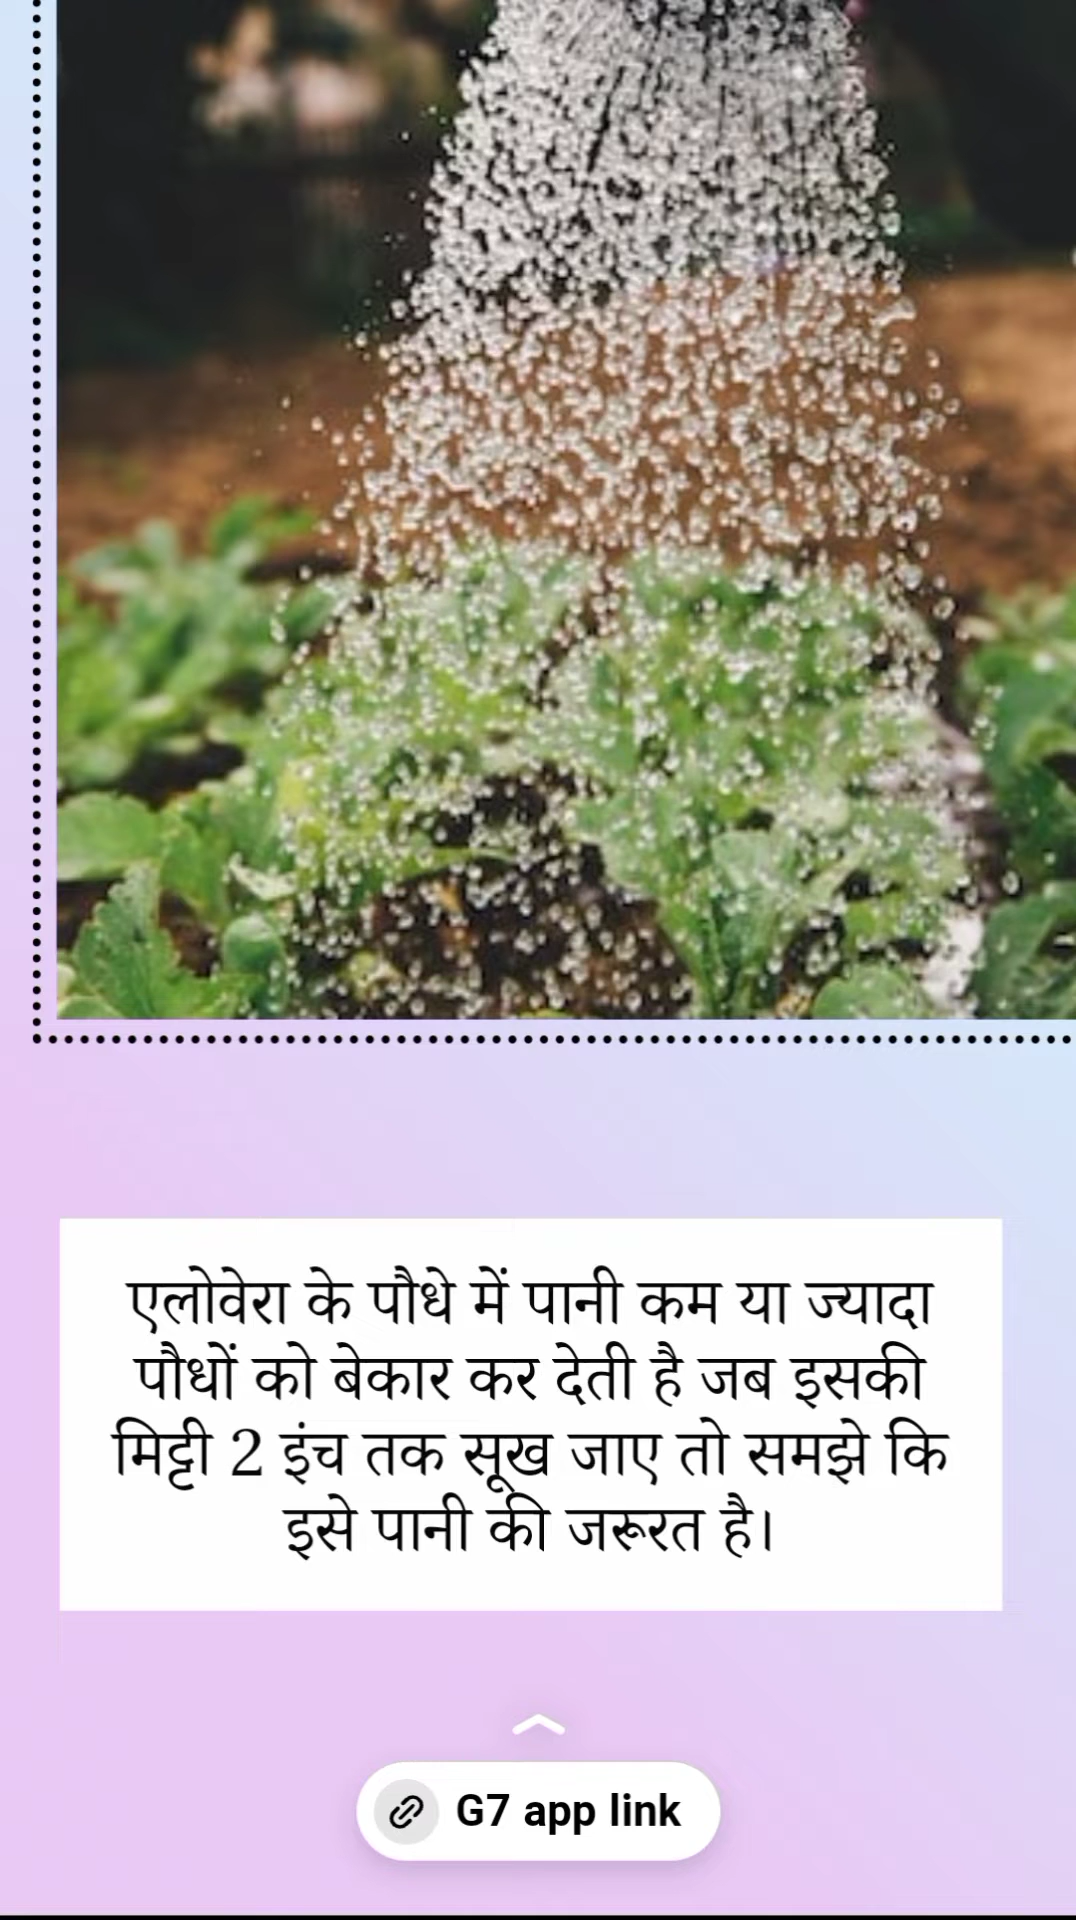 एलोवेरा के पौधे में पानी कम या ज्यादा
पौधों को बेकार कर देती है जब इसकी
मिट्टी 2 इंच तक सूख जाए तो समझे कि
इसे पानी की जरूरत है।
G7 app link